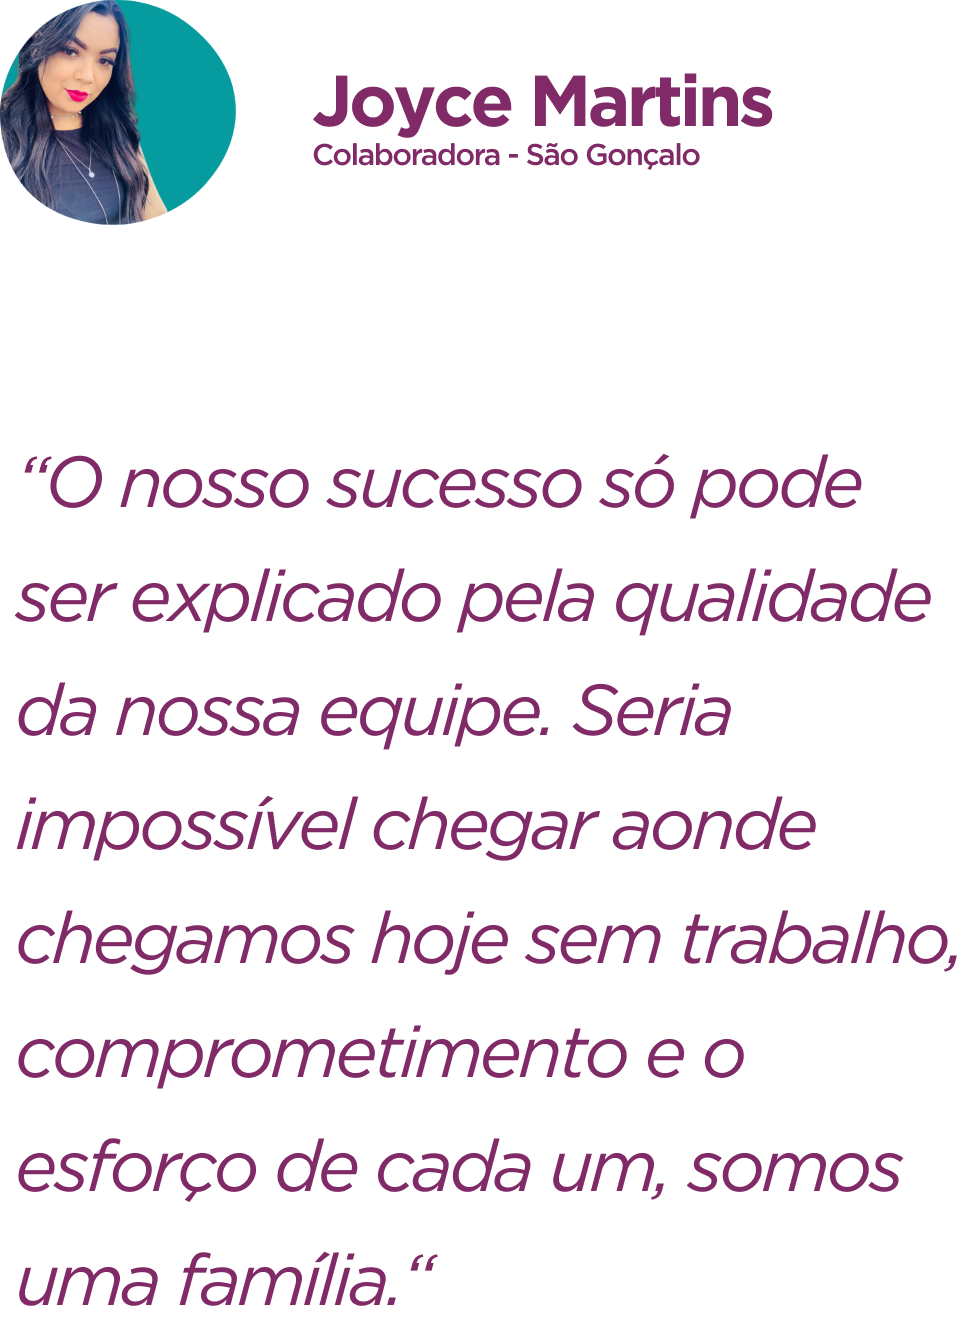 Joyce Martins
Colaboradora - São Gonçalo
“O nosso sucesso só pode
ser explicado pela qualidade
da nossa equipe. Seria
impossível chegar aonde
chegamos hoje sem trabalho,
comprometimento e o
esforço de cada um, somos
uma família.“